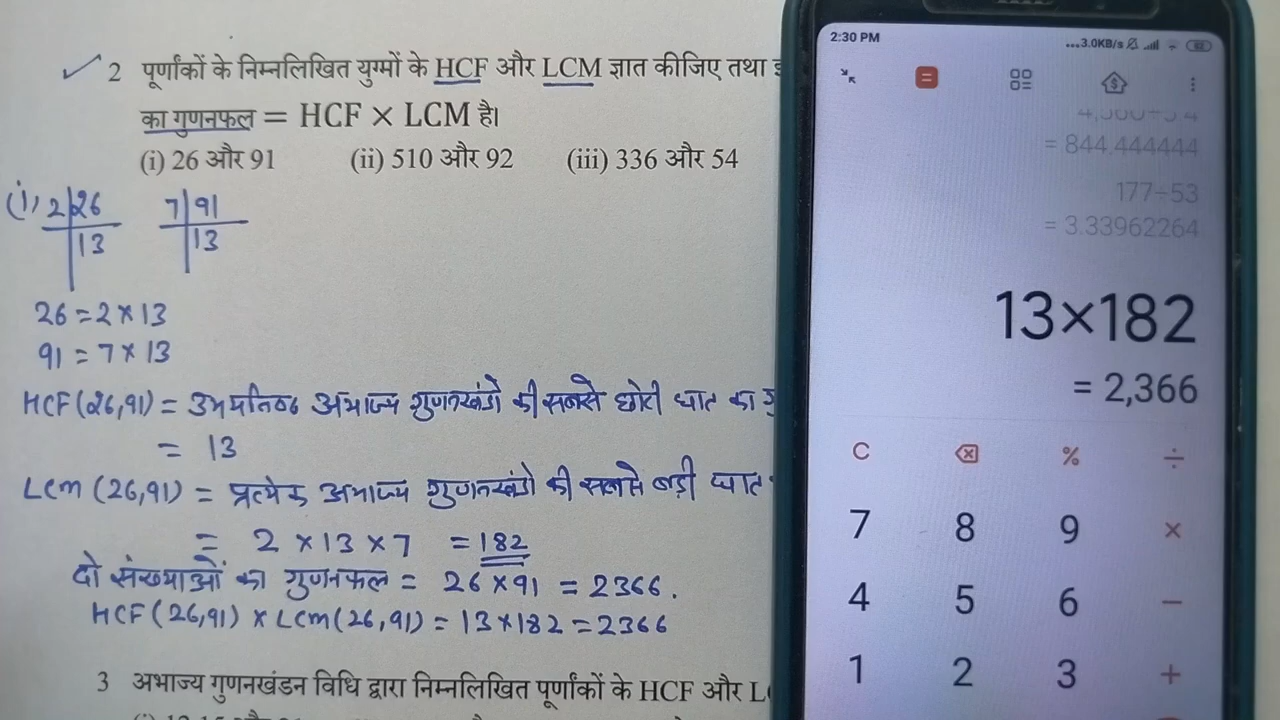 2 पूर्णांकों के निम्नलिखित युग्मों के HCF और LCM ज्ञात कीजिए तथा
का गुणनफल = HCF × LCM है।
(i) 26 और 91 (ii) 510 और 92 (iii) 336 और 54
(i) 2 26 7 91
13 13
26 = 2 × 13
91 = 7 × 13
HCF (26,91) = उभयनिष्ठ अभाज्य गुणनखंडो की सबसे छोटी घात का
= 13
LCM (26,91) = प्रत्येक अभाज्य गुणनखंडो की सबसे बड़ी घात
= 2 × 13 × 7 = 182
दो संख्याओं का गुणनफल = 26 × 91 = 2366.
HCF (26,91) × LCM (26,91) = 13 × 182 = 2366
3 अभाज्य गुणनखंडन विधि द्वारा निम्नलिखित पूर्णांकों के HCF और
2:30 PM
...3.0KB/s
= 844.444444
177÷53
= 3.33962264
13×182
= 2,366
C % ÷
7 8 9 ×
4 5 6 −
1 2 3 +